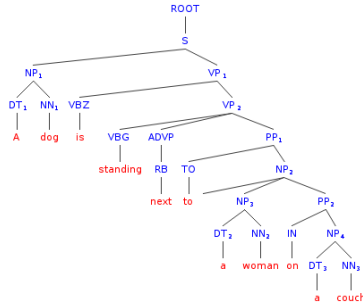 ROOT
S
NP₁ VP₁
DT₁ NN₁ VBZ VP₂
A dog is VBG ADVP PP₁
standing RB TO NP₂
next to NP₃ PP₂
DT₂ NN₂ IN NP₄
a woman on DT₃ NN₃
a couch